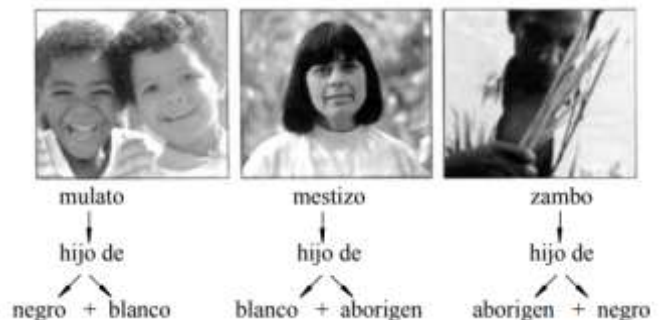 mulato mestizo zambo
hijo de hijo de hijo de
negro + blanco blanco + aborigen aborigen + negro